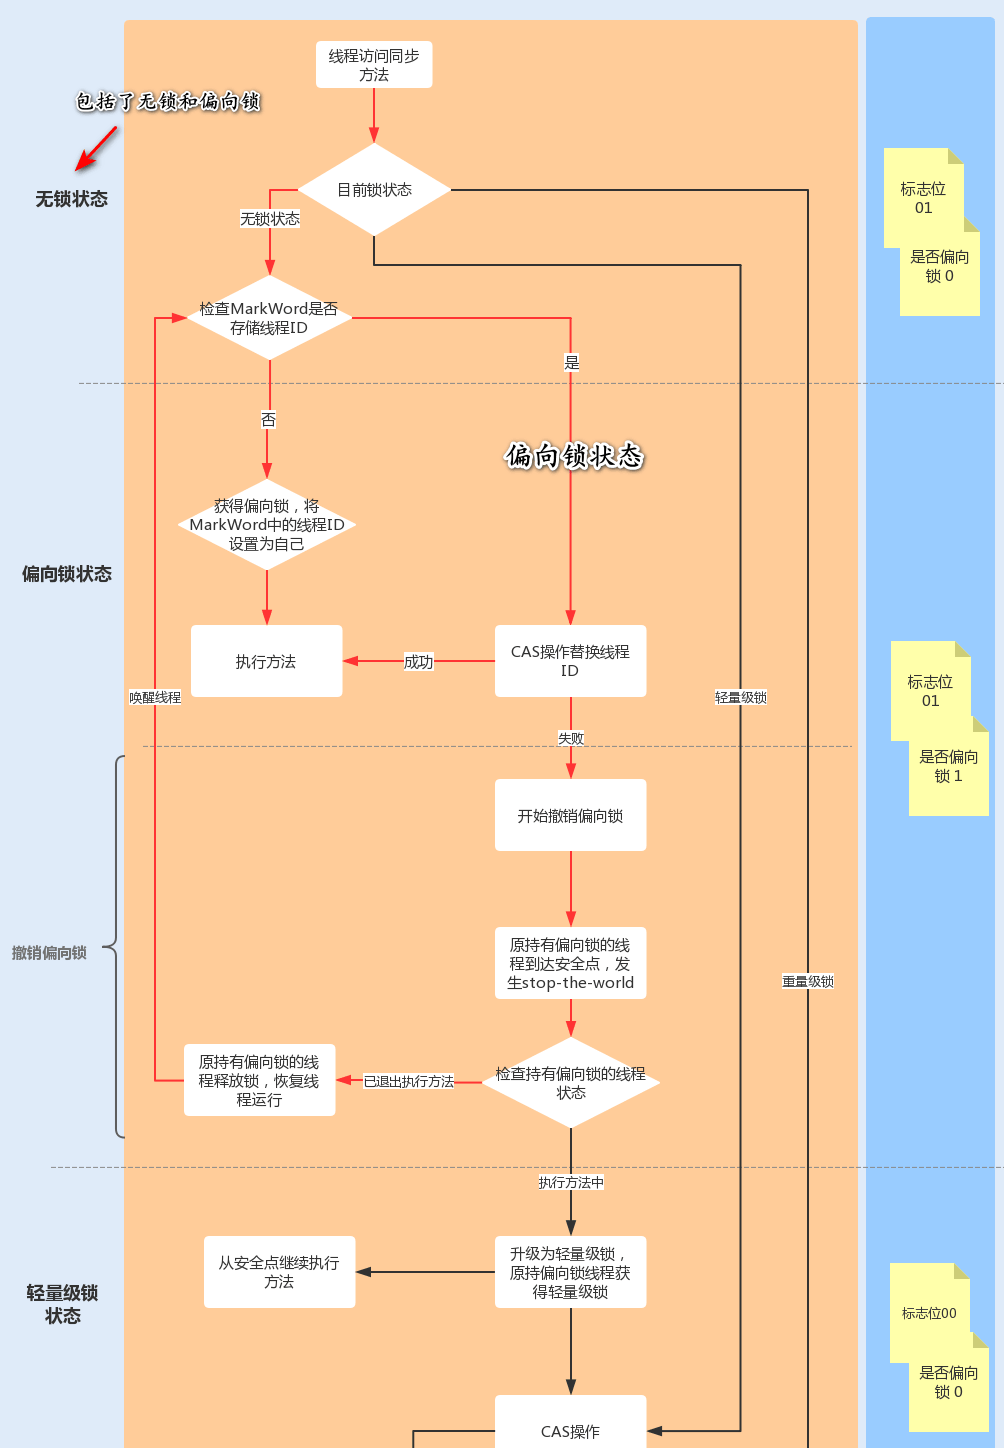 线程访问同步
方法
包括了无锁和偏向锁
无锁状态
目前锁状态
标志位
01
无锁状态
是否偏向
锁 0
检查MarkWord是否
存储线程ID
是
否
偏向锁状态
获得偏向锁，将
MarkWord中的线程ID
设置为自己
偏向锁状态
执行方法
成功
CAS操作替换线程
ID
标志位
01
唤醒线程
轻量级锁
失败
是否偏向
锁 1
开始撤销偏向锁
撤销偏向锁
原持有偏向锁的线
程到达安全点，发
生stop-the-world
重量级锁
原持有偏向锁的线
程释放锁，恢复线
程运行
已退出执行方法
检查持有偏向锁的线程
状态
执行方法中
从安全点继续执行
方法
升级为轻量级锁，
原持偏向锁线程获
得轻量级锁
轻量级锁
状态
标志位00
是否偏向
锁 0
CAS操作